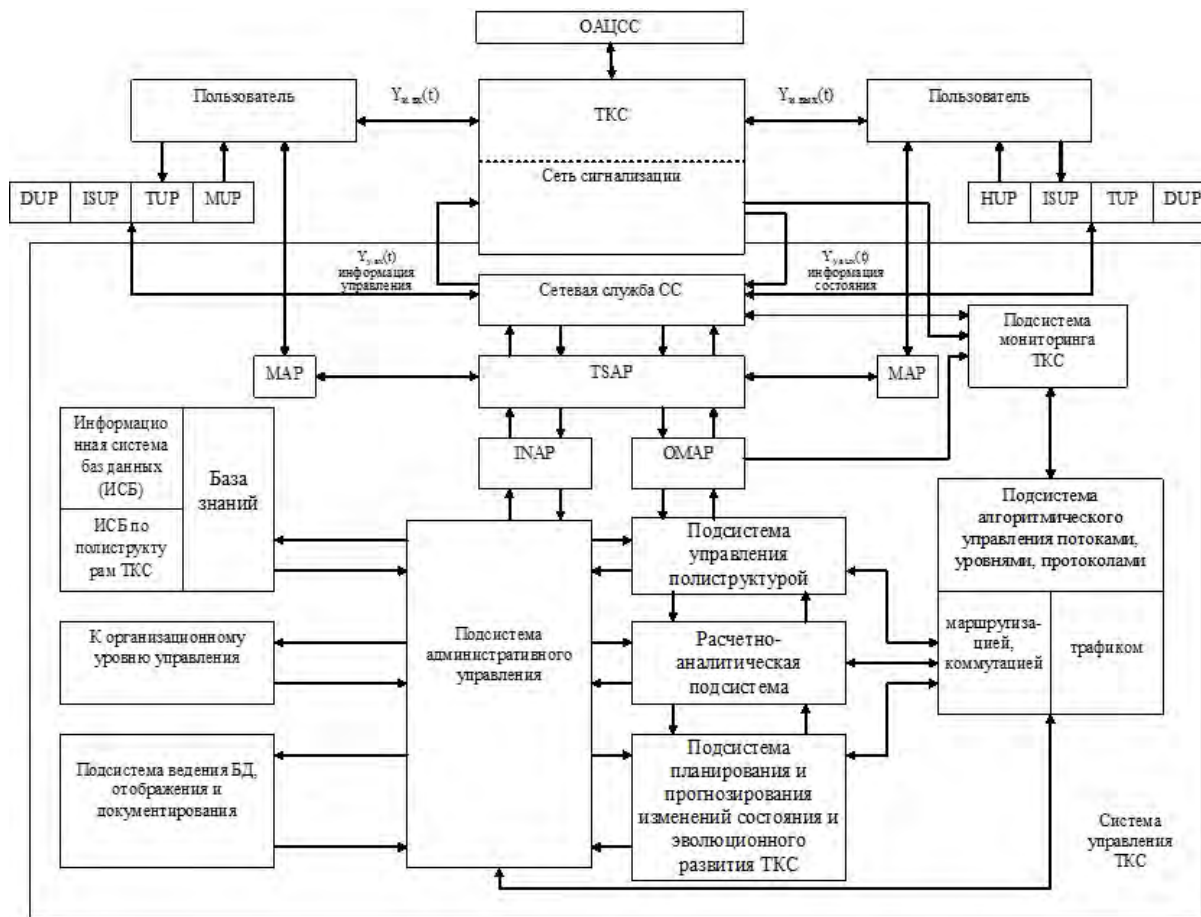 ОАЦСС
Пользователь
ТКС
Пользователь
Сеть сигнализации
DUP
ISUP
TUP
MUP
HUP
ISUP
TUP
DUP
информация
управления
информация
состояния
Сетевая служба СС
Подсистема
мониторинга
ТКС
MAP
TSAP
MAP
INAP
OMAP
Информацио
нная система
баз данных
(ИСБ)
База
знаний
ИСБ по
полиструкту
рам ТКС
Подсистема
управления
полиструктурой
Подсистема
алгоритмического
управления потоками,
уровнями, протоколами
маршрутиза-
цией,
коммутацией
трафиком
К организационному
уровню управления
Подсистема
административного
управления
Расчетно-
аналитическая
подсистема
Подсистема ведения БД,
отображения и
документирования
Подсистема
планирования и
прогнозирования
изменений состояния и
эволюционного
развития ТКС
Система
управления
ТКС